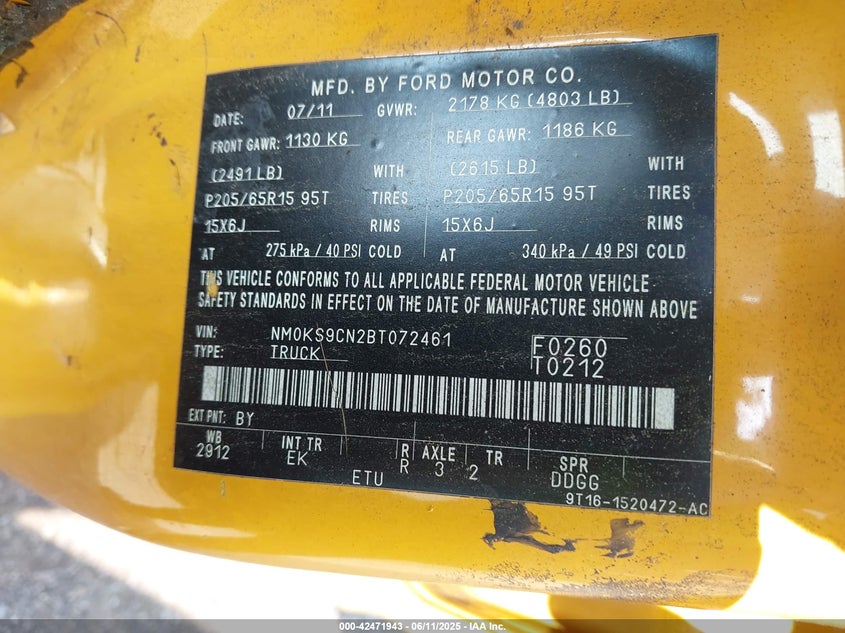 MFD. BY FORD MOTOR CO.
DATE: 07/11 GVWR: 2178 KG (4803 LB)
FRONT GAWR: 1130 KG REAR GAWR: 1186 KG
(2491 LB) WITH (2615 LB) WITH
P205/65R15 95T TIRES P205/65R15 95T TIRES
15X6J RIMS 15X6J RIMS
AT 275 kPa / 40 PSI COLD AT 340 kPa / 49 PSI COLD
THIS VEHICLE CONFORMS TO ALL APPLICABLE FEDERAL MOTOR VEHICLE
SAFETY STANDARDS IN EFFECT ON THE DATE OF MANUFACTURE SHOWN ABOVE
VIN: NM0KS9CN2BT072461 F0260
TYPE: TRUCK T0212
EXT PNT: BY
WB INT TR R AXLE TR SPR
2912 EK R 3 2 DDGG
ETU
9T16-1520472-AC
000-42471943 - 06/11/2025 - IAA Inc.